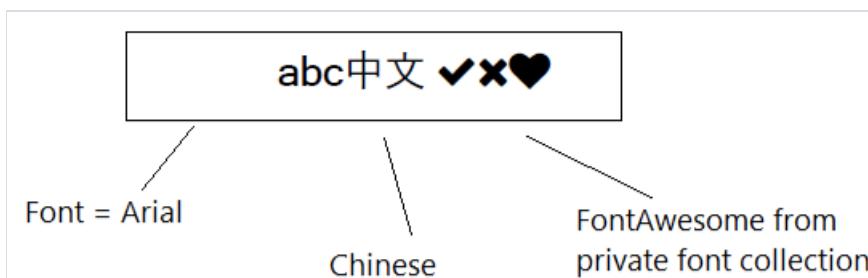 abc中文 ✔✖♥
Font = Arial
Chinese
FontAwesome from
private font collection